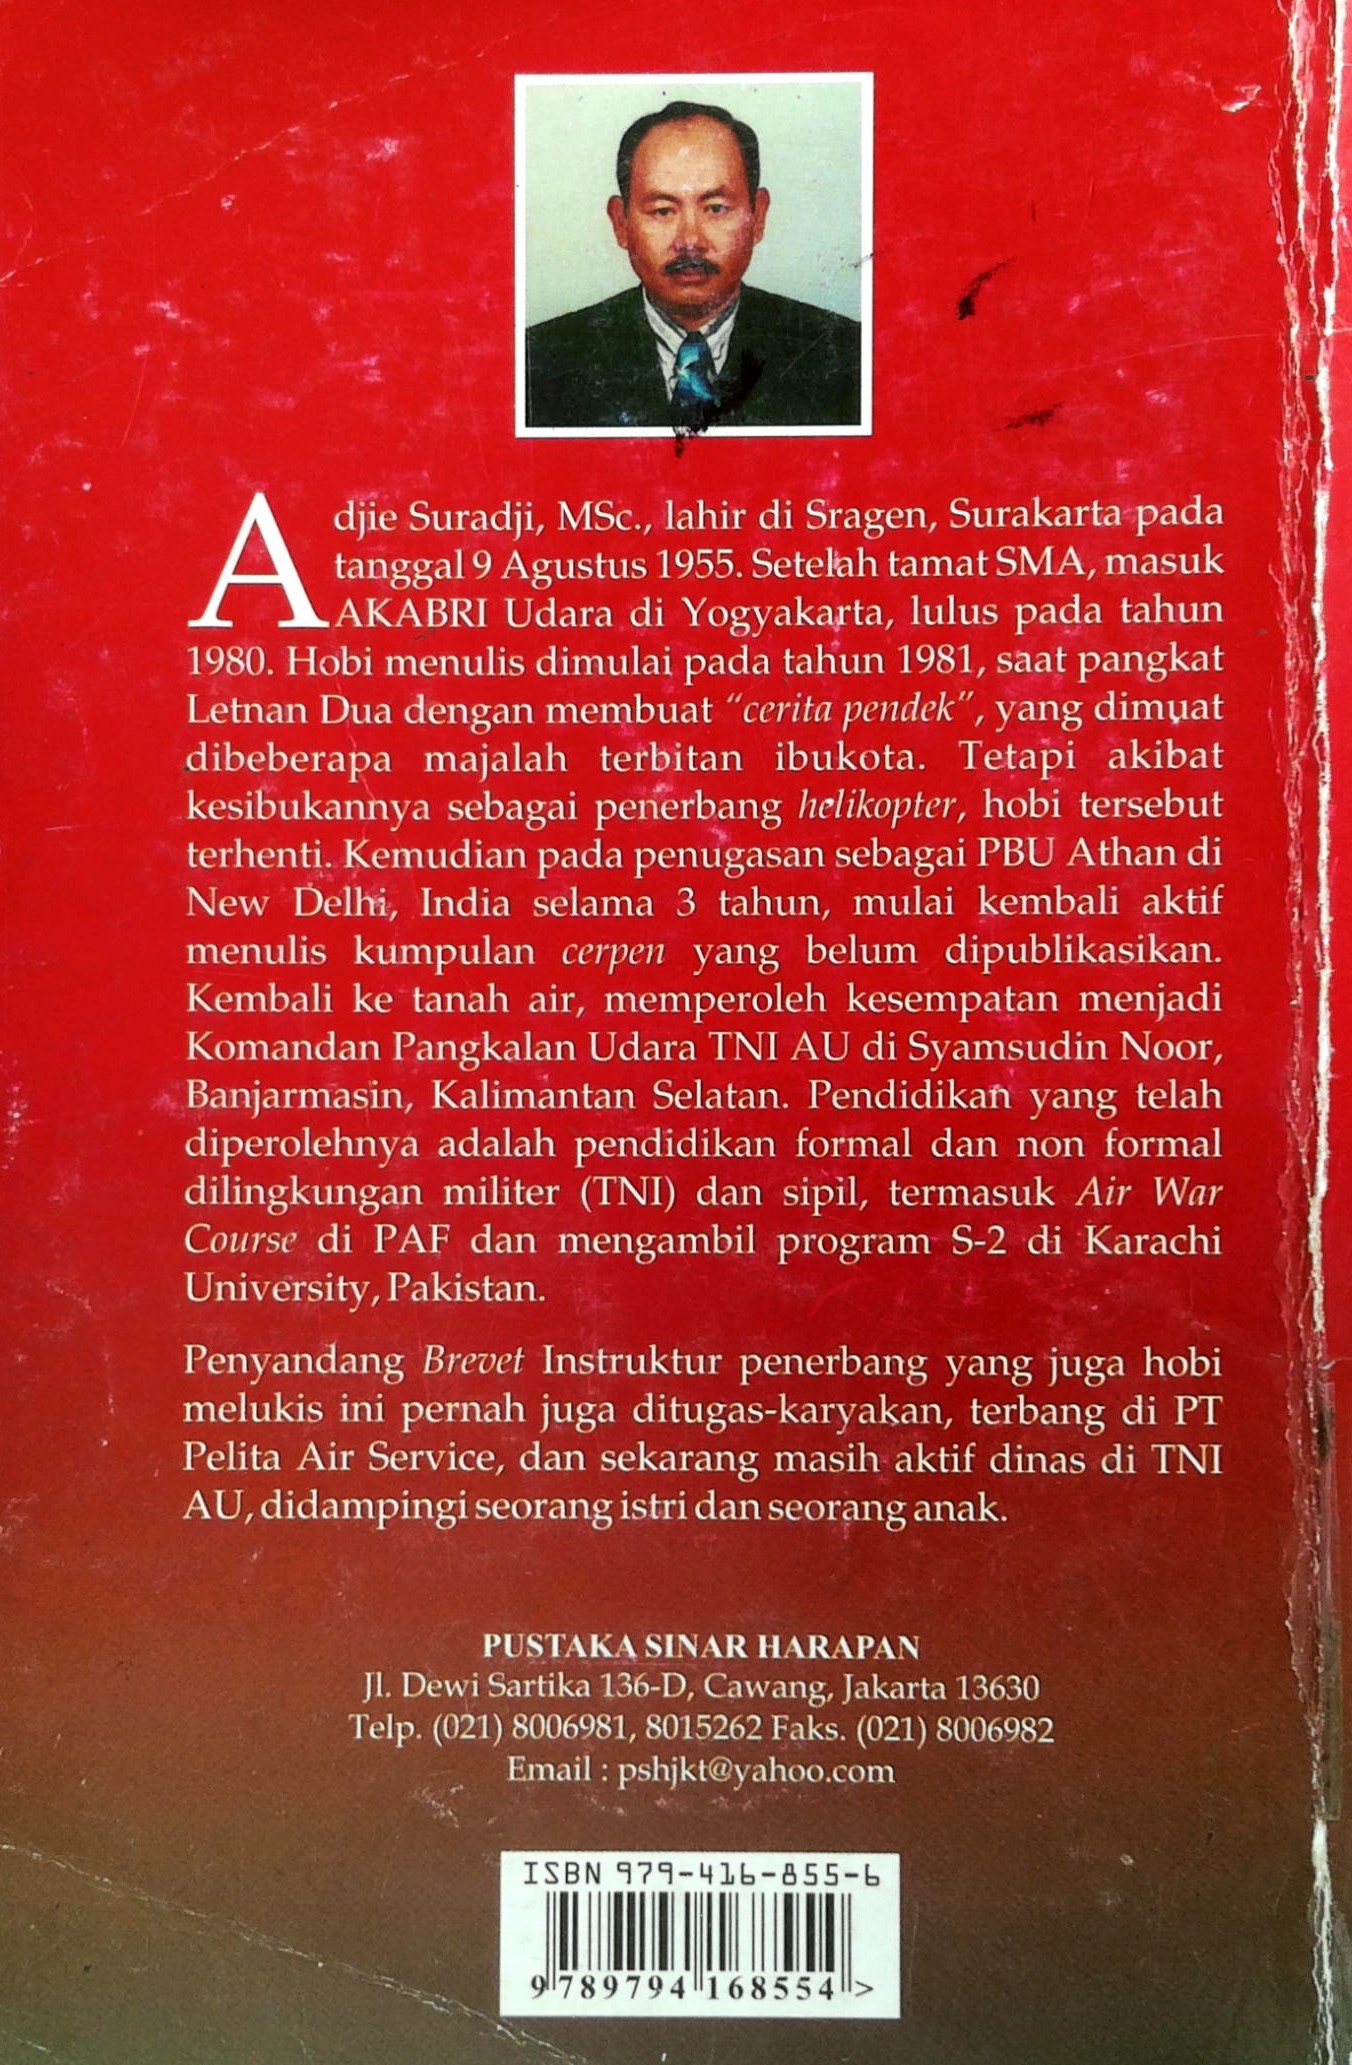 Adjie Suradji, MSc., lahir di Sragen, Surakarta pada
tanggal 9 Agustus 1955. Setelah tamat SMA, masuk
AKABRI Udara di Yogyakarta, lulus pada tahun
1980. Hobi menulis dimulai pada tahun 1981, saat pangkat
Letnan Dua dengan membuat "cerita pendek", yang dimuat
dibeberapa majalah terbitan ibukota. Tetapi akibat
kesibukannya sebagai penerbang helikopter, hobi tersebut
terhenti. Kemudian pada penugasan sebagai PBU Athan di
New Delhi, India selama 3 tahun, mulai kembali aktif
menulis kumpulan cerpen yang belum dipublikasikan.
Kembali ke tanah air, memperoleh kesempatan menjadi
Komandan Pangkalan Udara TNI AU di Syamsudin Noor,
Banjarmasin, Kalimantan Selatan. Pendidikan yang telah
diperolehnya adalah pendidikan formal dan non formal
dilingkungan militer (TNI) dan sipil, termasuk Air War
Course di PAF dan mengambil program S-2 di Karachi
University, Pakistan.
Penyandang Brevet Instruktur penerbang yang juga hobi
melukis ini pernah juga ditugas-karyakan, terbang di PT
Pelita Air Service, dan sekarang masih aktif dinas di TNI
AU, didampingi seorang istri dan seorang anak.
PUSTAKA SINAR HARAPAN
Jl. Dewi Sartika 136-D, Cawang, Jakarta 13630
Telp. (021) 8006981, 8015262 Faks. (021) 8006982
Email : pshjkt@yahoo.com
ISBN 979-416-855-6
9 789794 168554 >